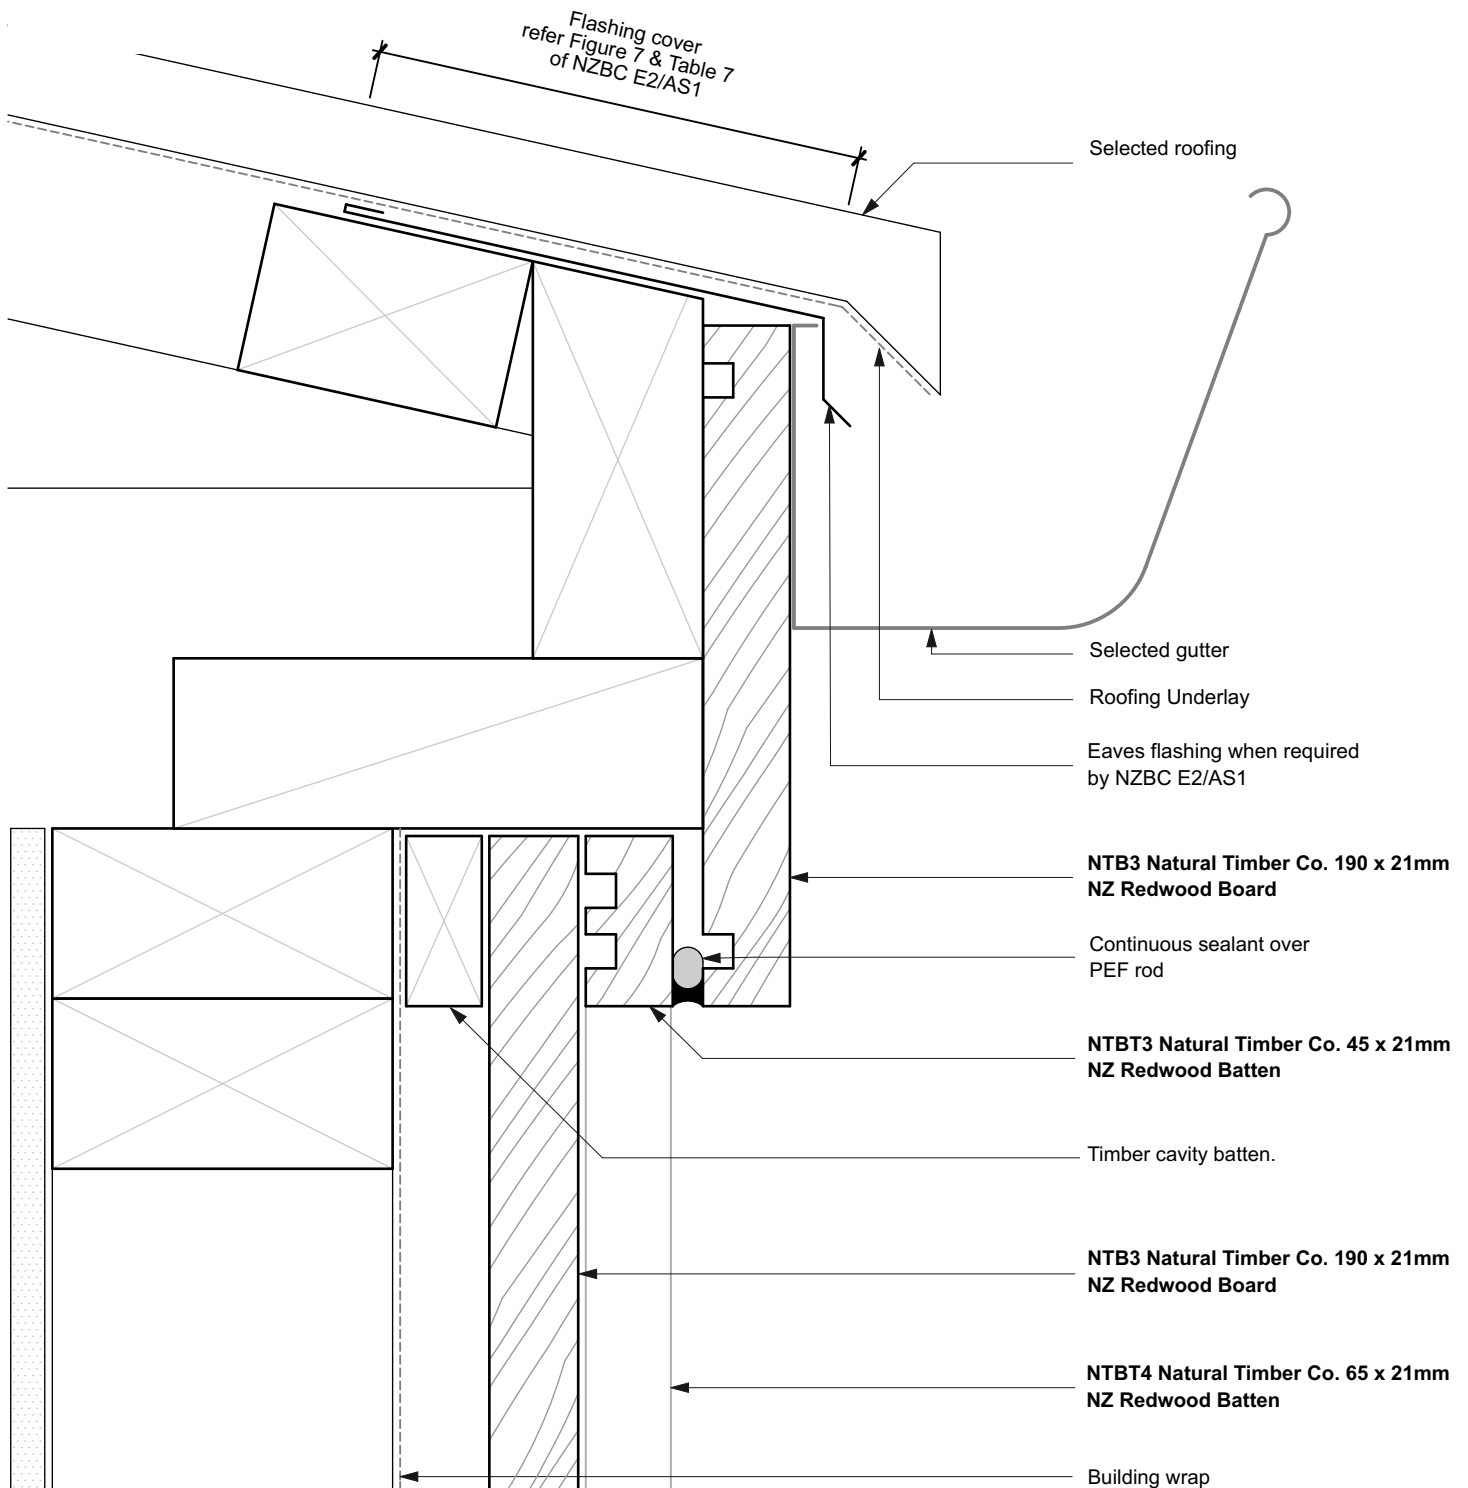 Flashing cover
refer Figure 7 & Table 7
of NZBC E2/AS1
Selected roofing
Selected gutter
Roofing Underlay
Eaves flashing when required
by NZBC E2/AS1
NTB3 Natural Timber Co. 190 x 21mm
NZ Redwood Board
Continuous sealant over
PEF rod
NTBT3 Natural Timber Co. 45 x 21mm
NZ Redwood Batten
Timber cavity batten.
NTB3 Natural Timber Co. 190 x 21mm
NZ Redwood Board
NTBT4 Natural Timber Co. 65 x 21mm
NZ Redwood Batten
Building wrap